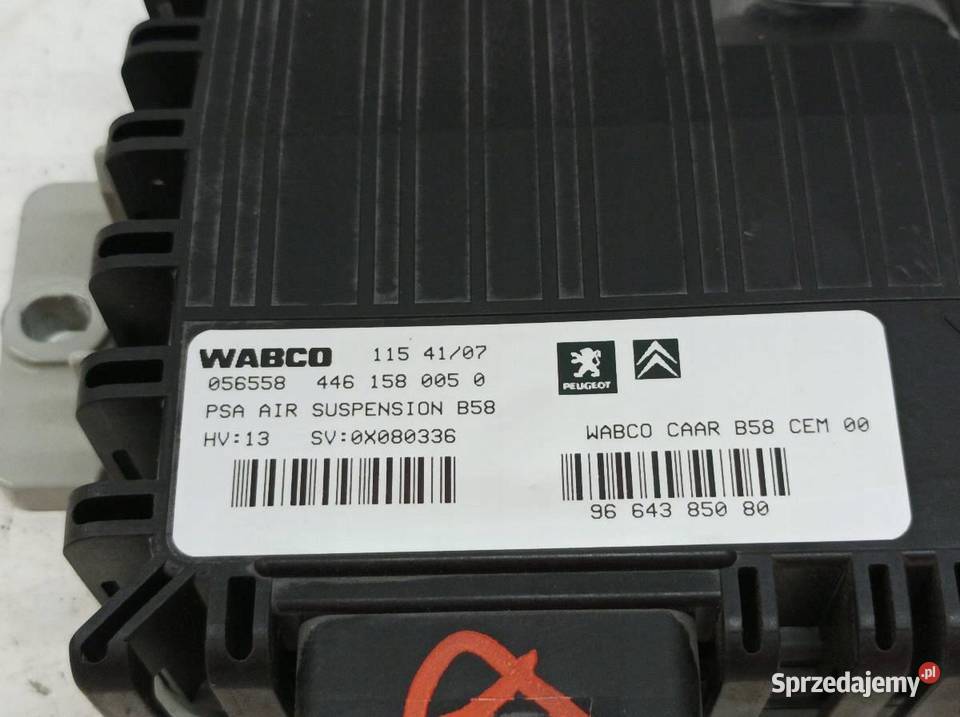 WABCO 115 41/07
056558 446 158 005 0
PSA AIR SUSPENSION B58
HV:13 SV:0X080336
PEUGEOT
WABCO CAAR B58 CEM 00
96 643 850 80
Sprzedajemy.pl